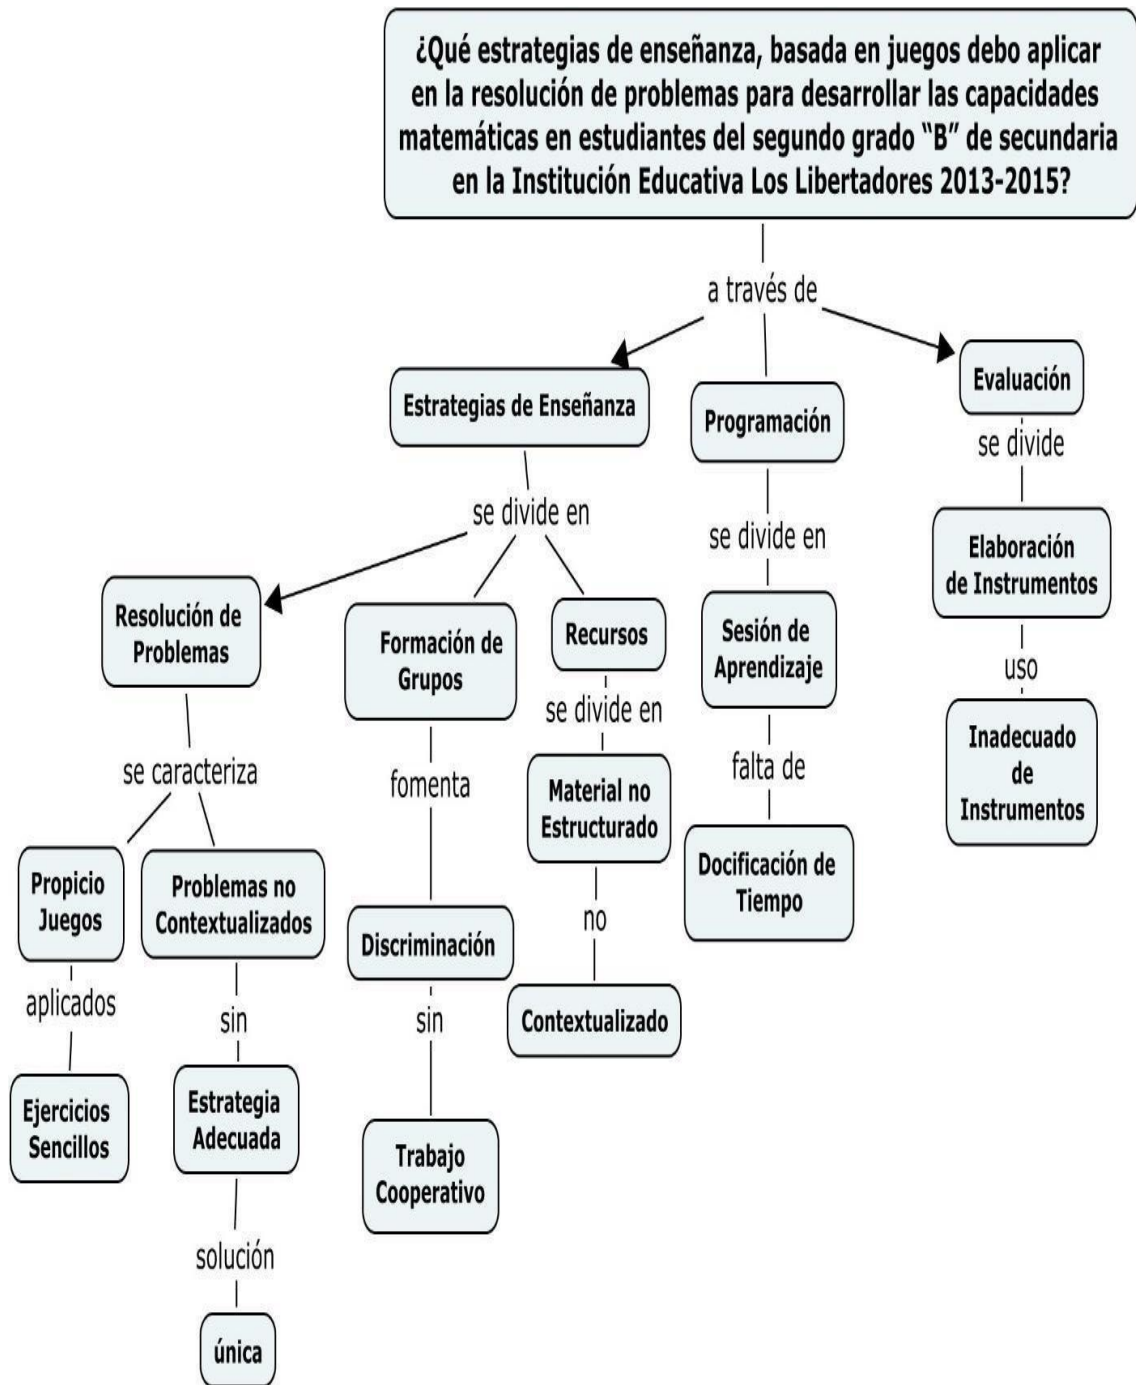 ¿Qué estrategias de enseñanza, basada en juegos debo aplicar
en la resolución de problemas para desarrollar las capacidades
matemáticas en estudiantes del segundo grado “B” de secundaria
en la Institución Educativa Los Libertadores 2013-2015?
a través de
Estrategias de Enseñanza
Programación
Evaluación
se divide en
se divide en
se divide
Resolución de
Problemas
Formación de
Grupos
Recursos
Sesión de
Aprendizaje
Elaboración
de Instrumentos
se caracteriza
fomenta
se divide en
falta de
uso
Propicio
Juegos
Problemas no
Contextualizados
Discriminación
Material no
Estructurado
Docificación de
Tiempo
Inadecuado
de
Instrumentos
aplicados
sin
sin
no
Ejercicios
Sencillos
Estrategia
Adecuada
Trabajo
Cooperativo
Contextualizado
solución
única